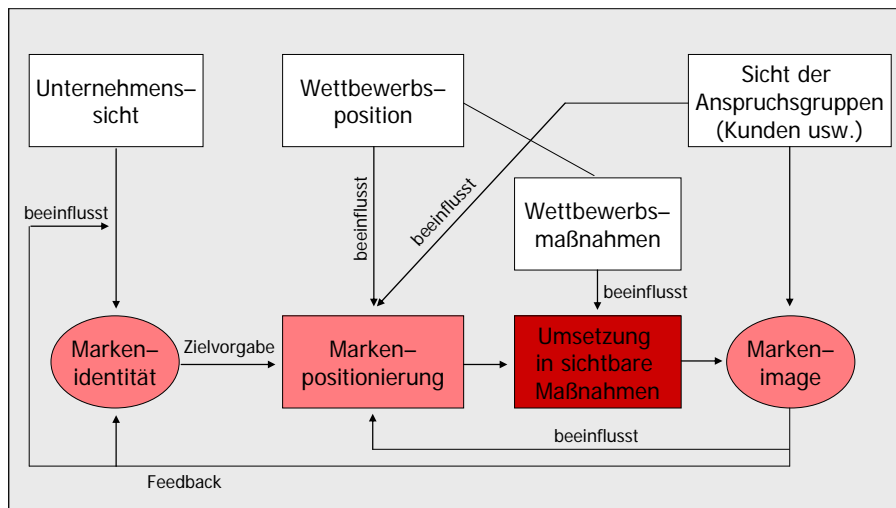 Unternehmens–
sicht
Wettbewerbs–
position
Sicht der
Anspruchsgruppen
(Kunden usw.)
beeinflusst
beeinflusst
beeinflusst
Wettbewerbs–
maßnahmen
beeinflusst
Marken–
identität
Zielvorgabe
Marken–
positionierung
Umsetzung
in sichtbare
Maßnahmen
Marken–
image
beeinflusst
Feedback